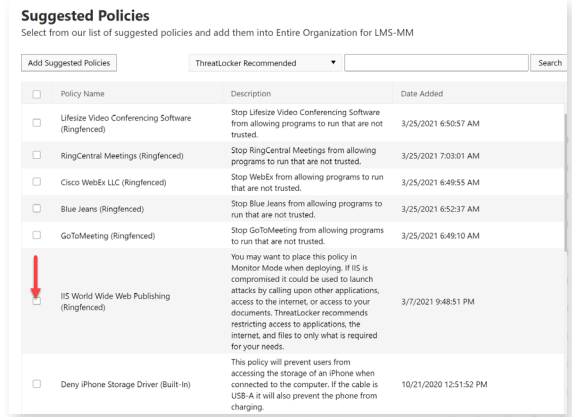 Suggested Policies
Select from our list of suggested policies and add them into Entire Organization for LMS-MM
Add Suggested Policies
ThreatLocker Recommended
Search
Policy Name
Description
Date Added
Lifesize Video Conferencing Software
(Ringfenced)
Stop Lifesize Video Conferencing Software
from allowing programs to run that are not
trusted.
3/25/2021 6:50:57 AM
RingCentral Meetings (Ringfenced)
Stop RingCentral Meetings from allowing
programs to run that are not trusted.
3/25/2021 7:03:01 AM
Cisco WebEx LLC (Ringfenced)
Stop WebEx from allowing programs to run
that are not trusted.
3/25/2021 6:49:55 AM
Blue Jeans (Ringfenced)
Stop Blue Jeans from allowing programs to
run that are not trusted.
3/25/2021 6:52:37 AM
GoToMeeting (Ringfenced)
Stop GoToMeeting from allowing programs
to run that are not trusted.
3/25/2021 6:49:10 AM
IIS World Wide Web Publishing
(Ringfenced)
You may want to place this policy in
Monitor Mode when deploying. If IIS is
compromised it could be used to launch
attacks by calling upon other applications,
access to the internet, or access to your
documents. ThreatLocker recommends
restricting access to applications, the
internet, and files to only what is required
for your needs.
3/7/2021 9:48:51 PM
Deny iPhone Storage Driver (Built-In)
This policy will prevent users from
accessing the storage of an iPhone when
connected to the computer. If the cable is
USB-A it will also prevent the phone from
charging.
10/21/2020 12:51:52 PM